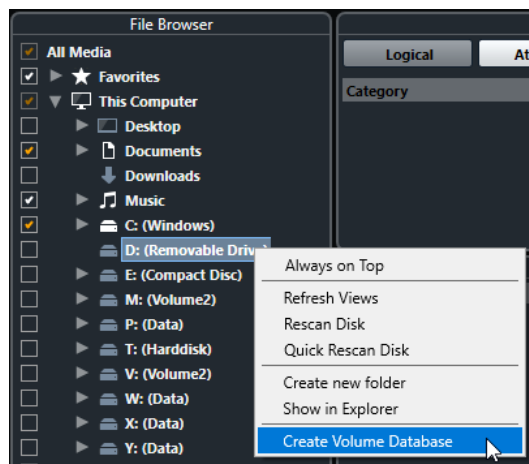 File Browser
All Media
Favorites
This Computer
Desktop
Documents
Downloads
Music
C: (Windows)
D: (Removable Drive)
E: (Compact Disc)
M: (Volume2)
P: (Data)
T: (Harddisk)
V: (Volume2)
W: (Data)
X: (Data)
Y: (Data)
Logical
Category
Always on Top
Refresh Views
Rescan Disk
Quick Rescan Disk
Create new folder
Show in Explorer
Create Volume Database